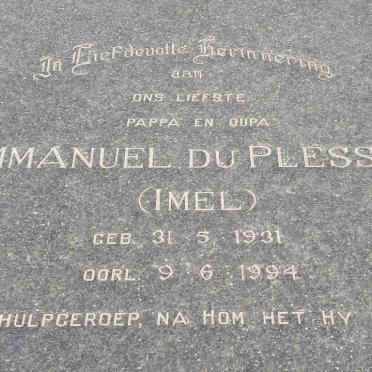 In Liefdevolle Herinnering
aan
ONS LIEFSTE
PAPPA EN OUPA
MMANUEL DU PLESS
(IMEL)
GEB. 31 5 1931
OORL. 9 6 1994
HULPGEROEP, NA HOM HET HY